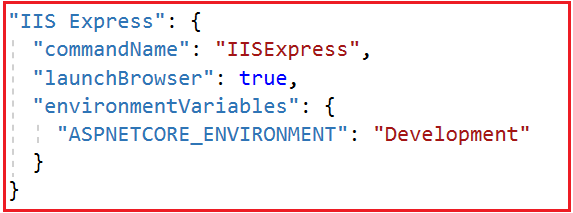 "IIS Express": {
"commandName": "IISExpress",
"launchBrowser": true,
"environmentVariables": {
"ASPNETCORE_ENVIRONMENT": "Development"
}
}